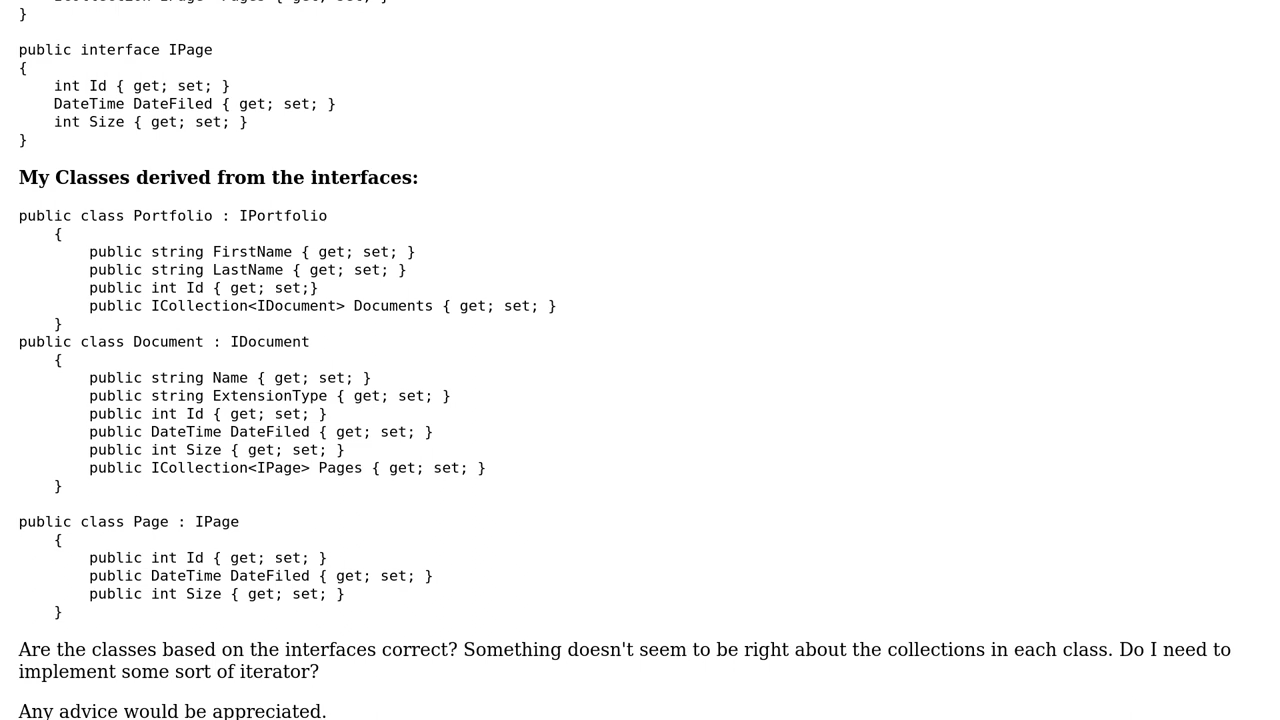 }
public interface IPage
{
    int Id { get; set; }
    DateTime DateFiled { get; set; }
    int Size { get; set; }
}
My Classes derived from the interfaces:
public class Portfolio : IPortfolio
    {
        public string FirstName { get; set; }
        public string LastName { get; set; }
        public int Id { get; set;}
        public ICollection<IDocument> Documents { get; set; }
    }
public class Document : IDocument
    {
        public string Name { get; set; }
        public string ExtensionType { get; set; }
        public int Id { get; set; }
        public DateTime DateFiled { get; set; }
        public int Size { get; set; }
        public ICollection<IPage> Pages { get; set; }
    }
public class Page : IPage
    {
        public int Id { get; set; }
        public DateTime DateFiled { get; set; }
        public int Size { get; set; }
    }
Are the classes based on the interfaces correct? Something doesn't seem to be right about the collections in each class. Do I need to
implement some sort of iterator?
Any advice would be appreciated.